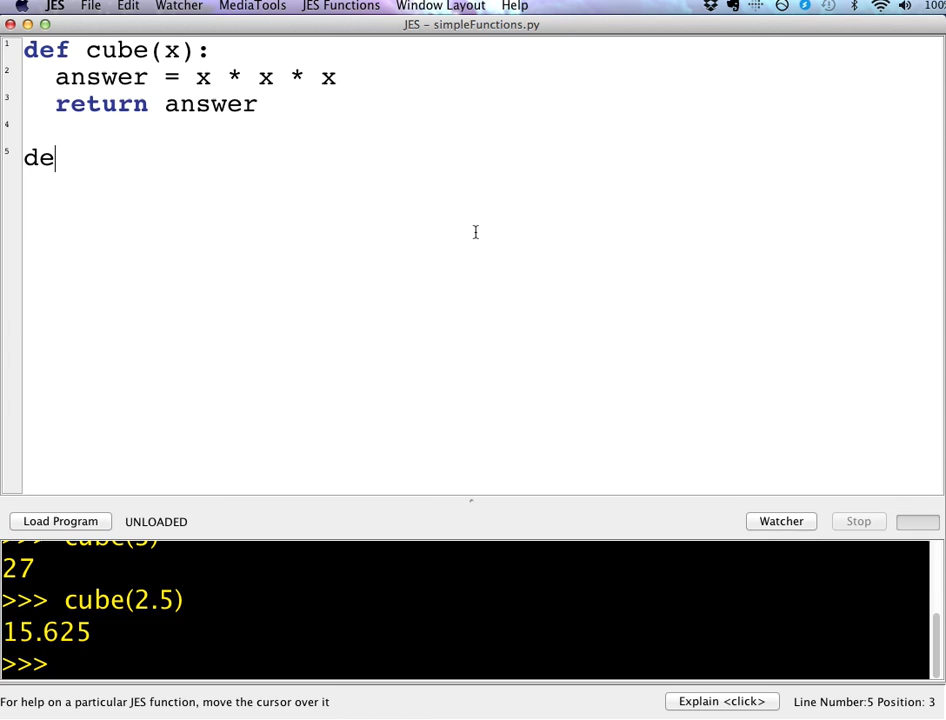 JES File Edit Watcher MediaTools JES Functions Window Layout Help
JES - simpleFunctions.py
1 def cube(x):
2 answer = x * x * x
3 return answer
4
5 de
Load Program UNLOADED Watcher Stop
>>> cube(3)
27
>>> cube(2.5)
15.625
>>>
For help on a particular JES function, move the cursor over it Explain <click> Line Number:5 Position: 3